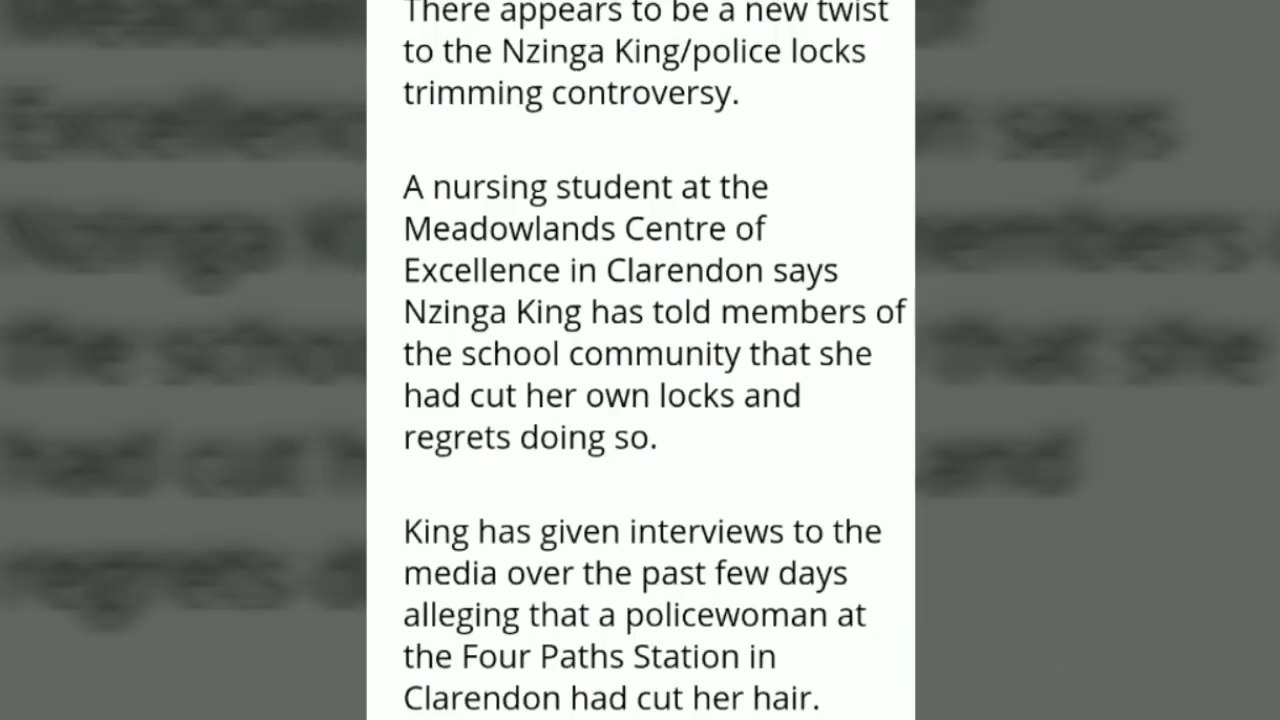 There appears to be a new twist
to the Nzinga King/police locks
trimming controversy.
A nursing student at the
Meadowlands Centre of
Excellence in Clarendon says
Nzinga King has told members of
the school community that she
had cut her own locks and
regrets doing so.
King has given interviews to the
media over the past few days
alleging that a policewoman at
the Four Paths Station in
Clarendon had cut her hair.